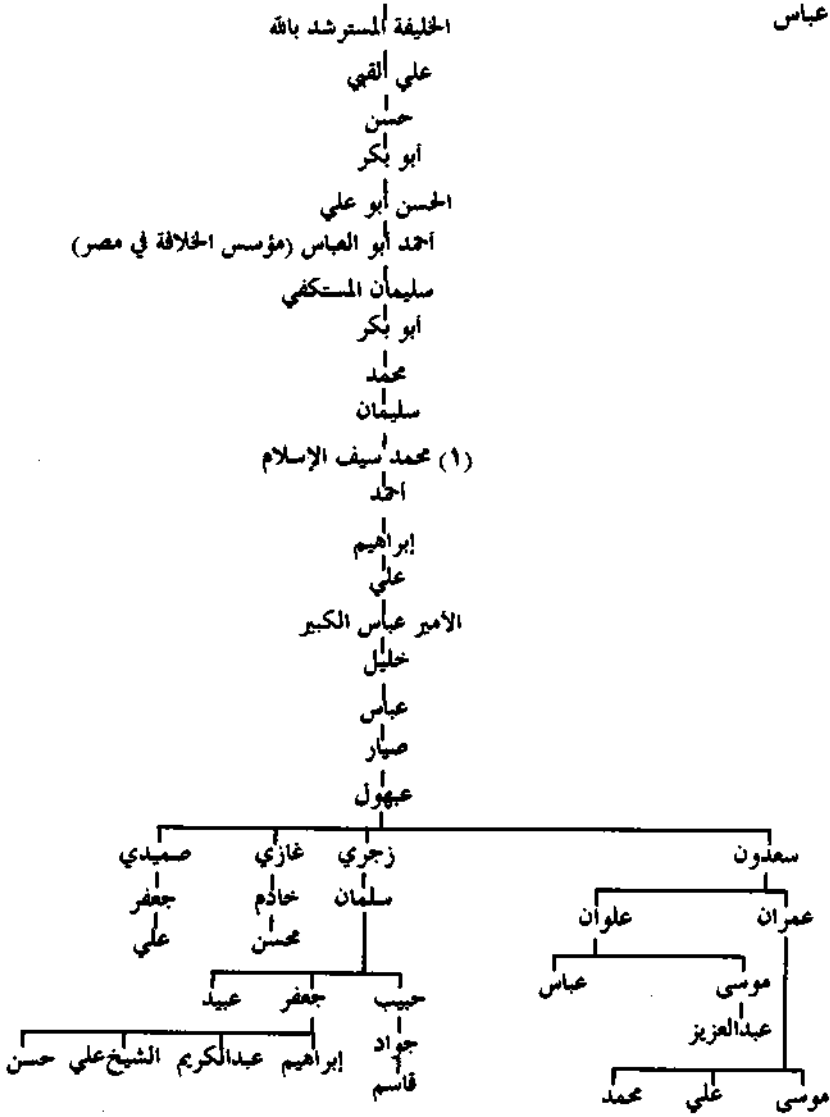 عباس
الخليفة المسترشد بالله
علي القبي
حسن
أبو بكر
الحسن أبو علي
أحمد أبو العباس (مؤسس الخلافة في مصر)
سليمان المستكفي
أبو بكر
محمد
سليمان
(١) محمد سيف الإسلام
أحمد
إبراهيم
علي
الأمير عباس الكبير
خليل
عباس
صيار
عبهول
سعدون زجري غازي صميدي
عمران علوان سلمان خادم جعفر
محسن علي
موسى عباس حبيب جعفر عبيد
عبدالعزيز جواد
إبراهيم عبدالكريم الشيخ علي حسن
قاسم
موسى علي محمد